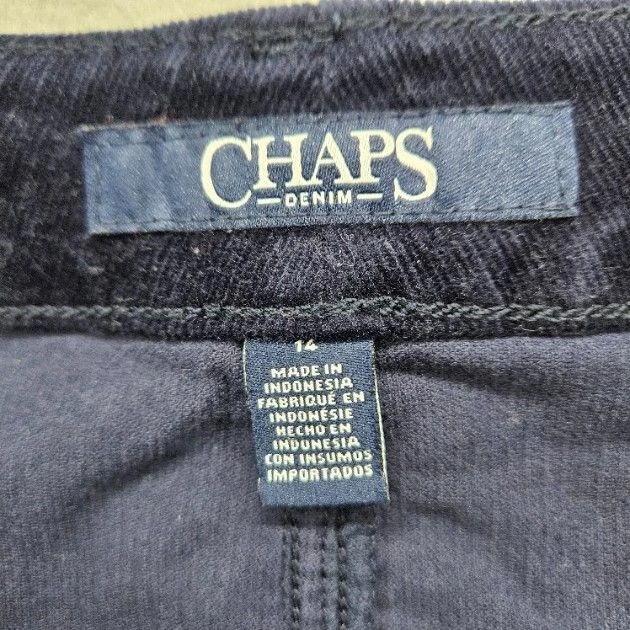 CHAPS
DENIM
14
MADE IN
INDONESIA
FABRIQUÉ EN
INDONÉSIE
HECHO EN
INDONESIA
CON INSUMOS
IMPORTADOS